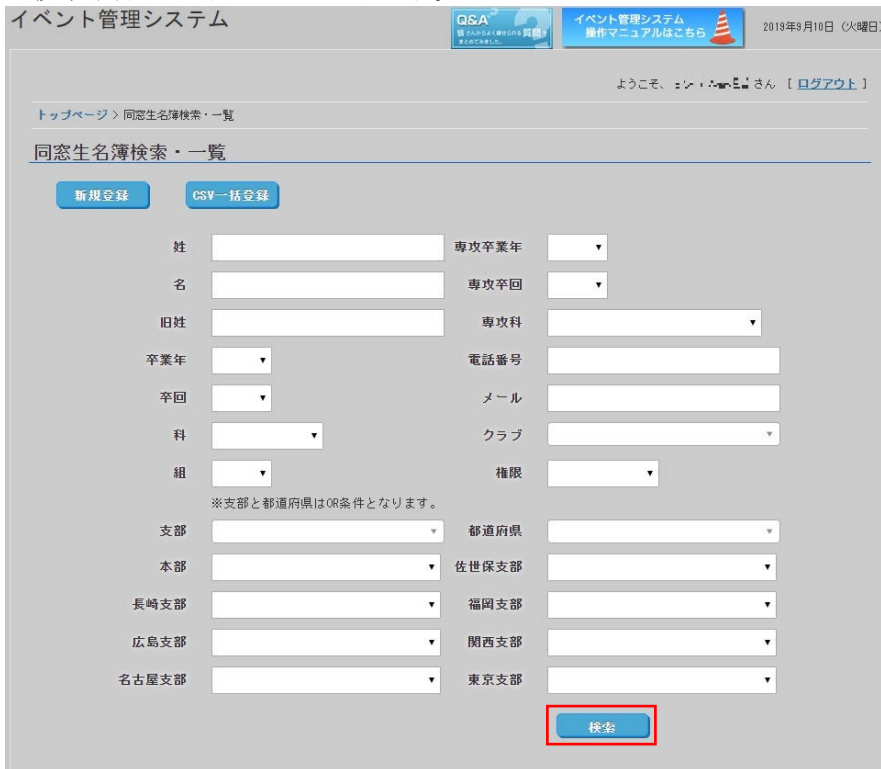 イベント管理システム
Q&A
イベント管理システム
操作マニュアルはこちら
2019年9月10日（火曜日）
ようこそ、 さん [ログアウト]
トップページ > 同窓生名簿検索・一覧
同窓生名簿検索・一覧
新規登録 CSV一括登録
姓 専攻卒業年
名 専攻卒回
旧姓 専攻科
卒業年 電話番号
卒回 メール
科 クラブ
組 権限
※支部と都道府県はOR条件となります。
支部 都道府県
本部 佐世保支部
長崎支部 福岡支部
広島支部 関西支部
名古屋支部 東京支部
検索